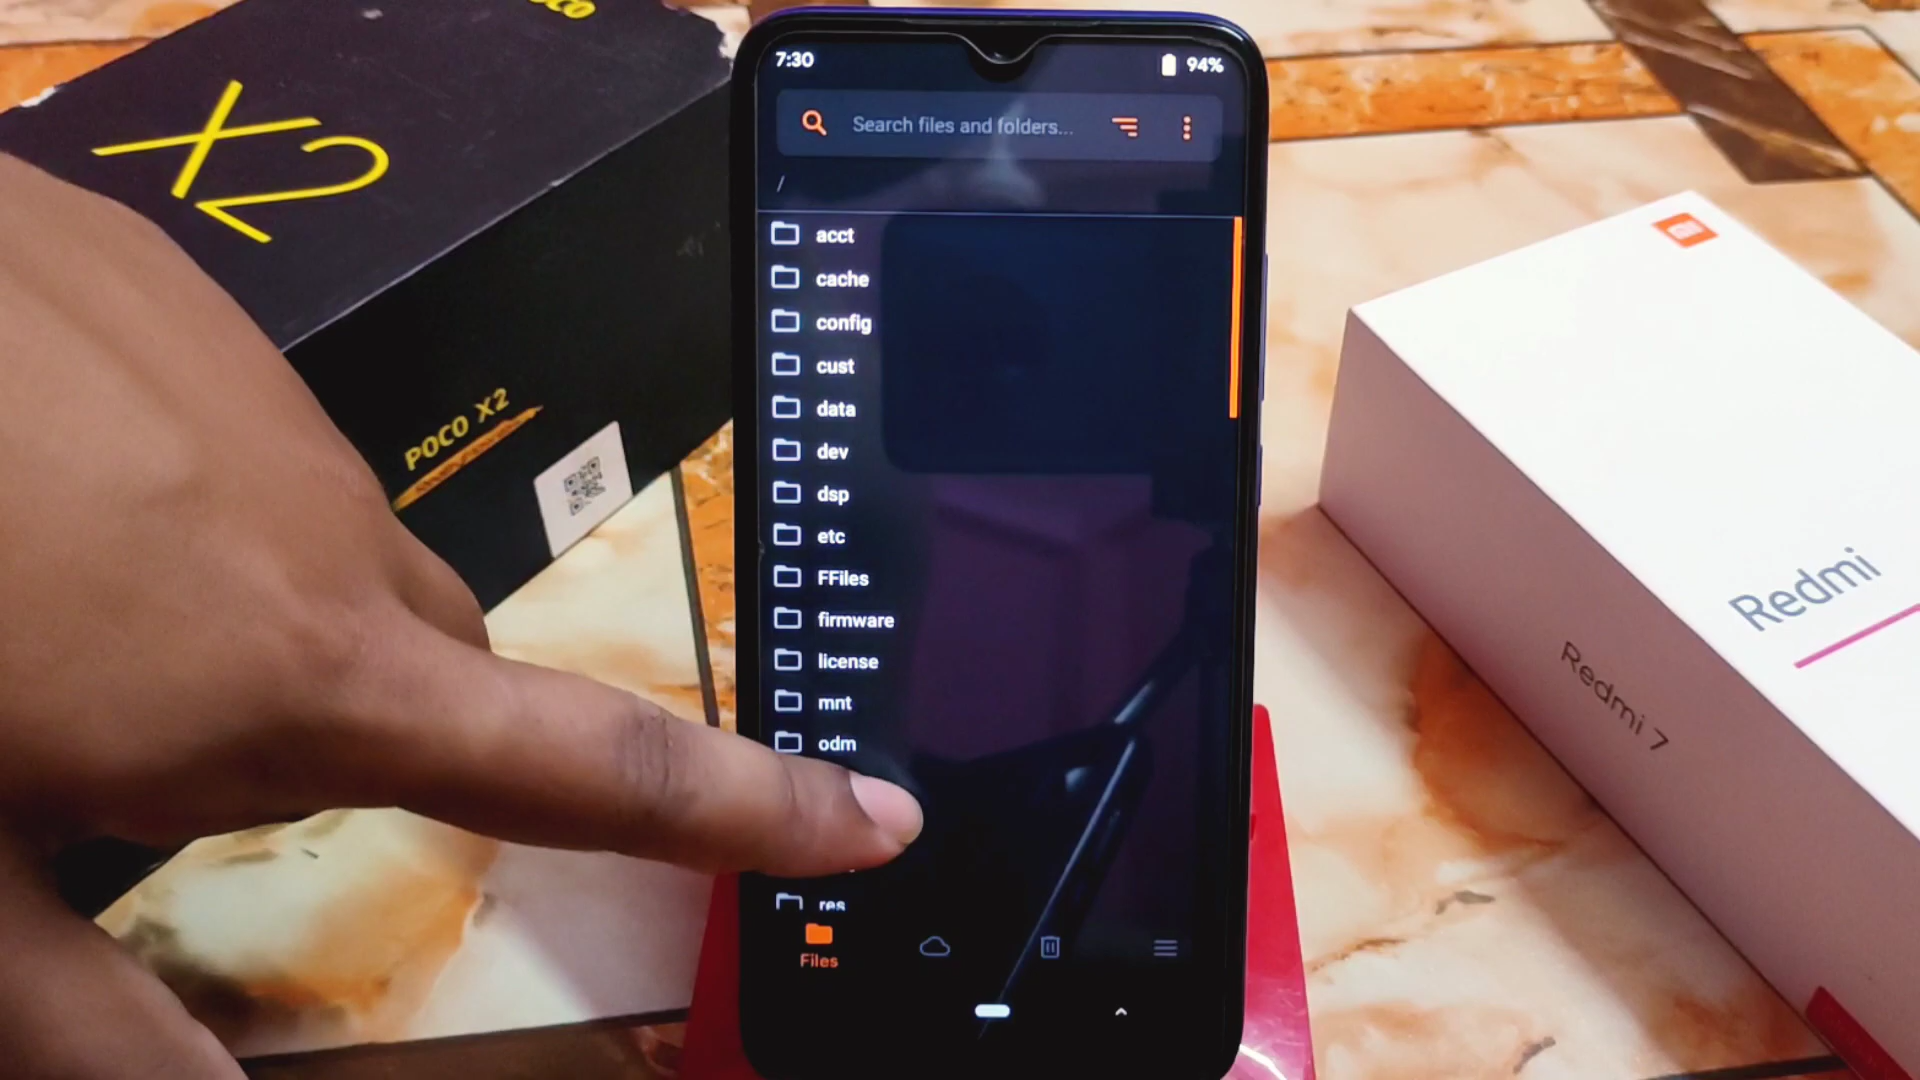 X2
POCO X2
7:30
94%
Search files and folders...
/
acct
cache
config
cust
data
dev
dsp
etc
FFiles
firmware
license
mnt
odm
res
Files
mi
Redmi
Redmi 7